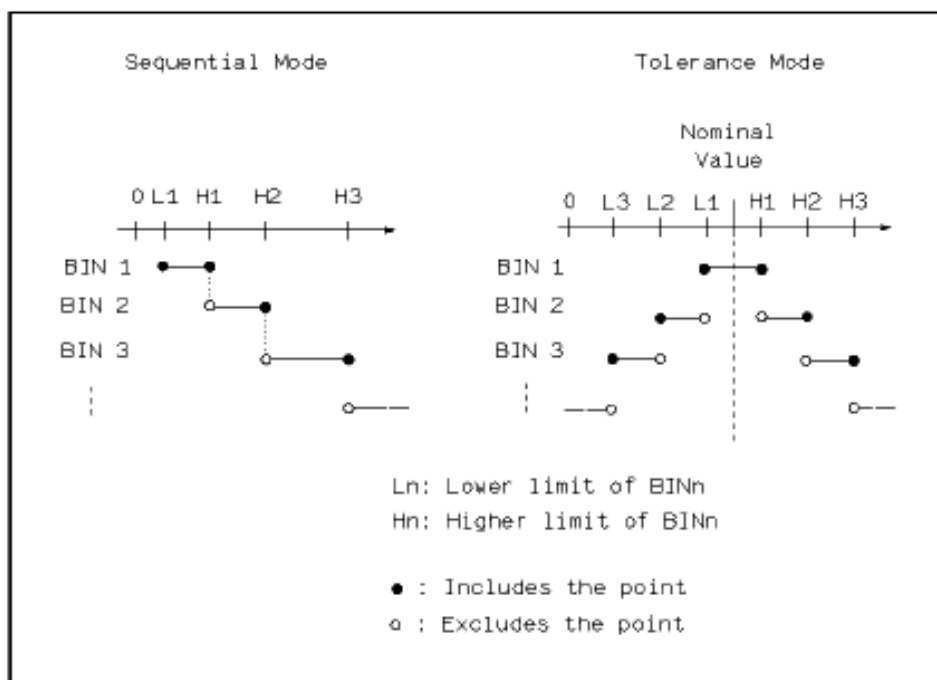 Sequential Mode
Tolerance Mode
Nominal
Value
0 L1 H1 H2 H3
0 L3 L2 L1 H1 H2 H3
BIN 1
BIN 2
BIN 3
BIN 1
BIN 2
BIN 3
Ln: Lower limit of BINn
Hn: Higher limit of BINn
● : Includes the point
○ : Excludes the point